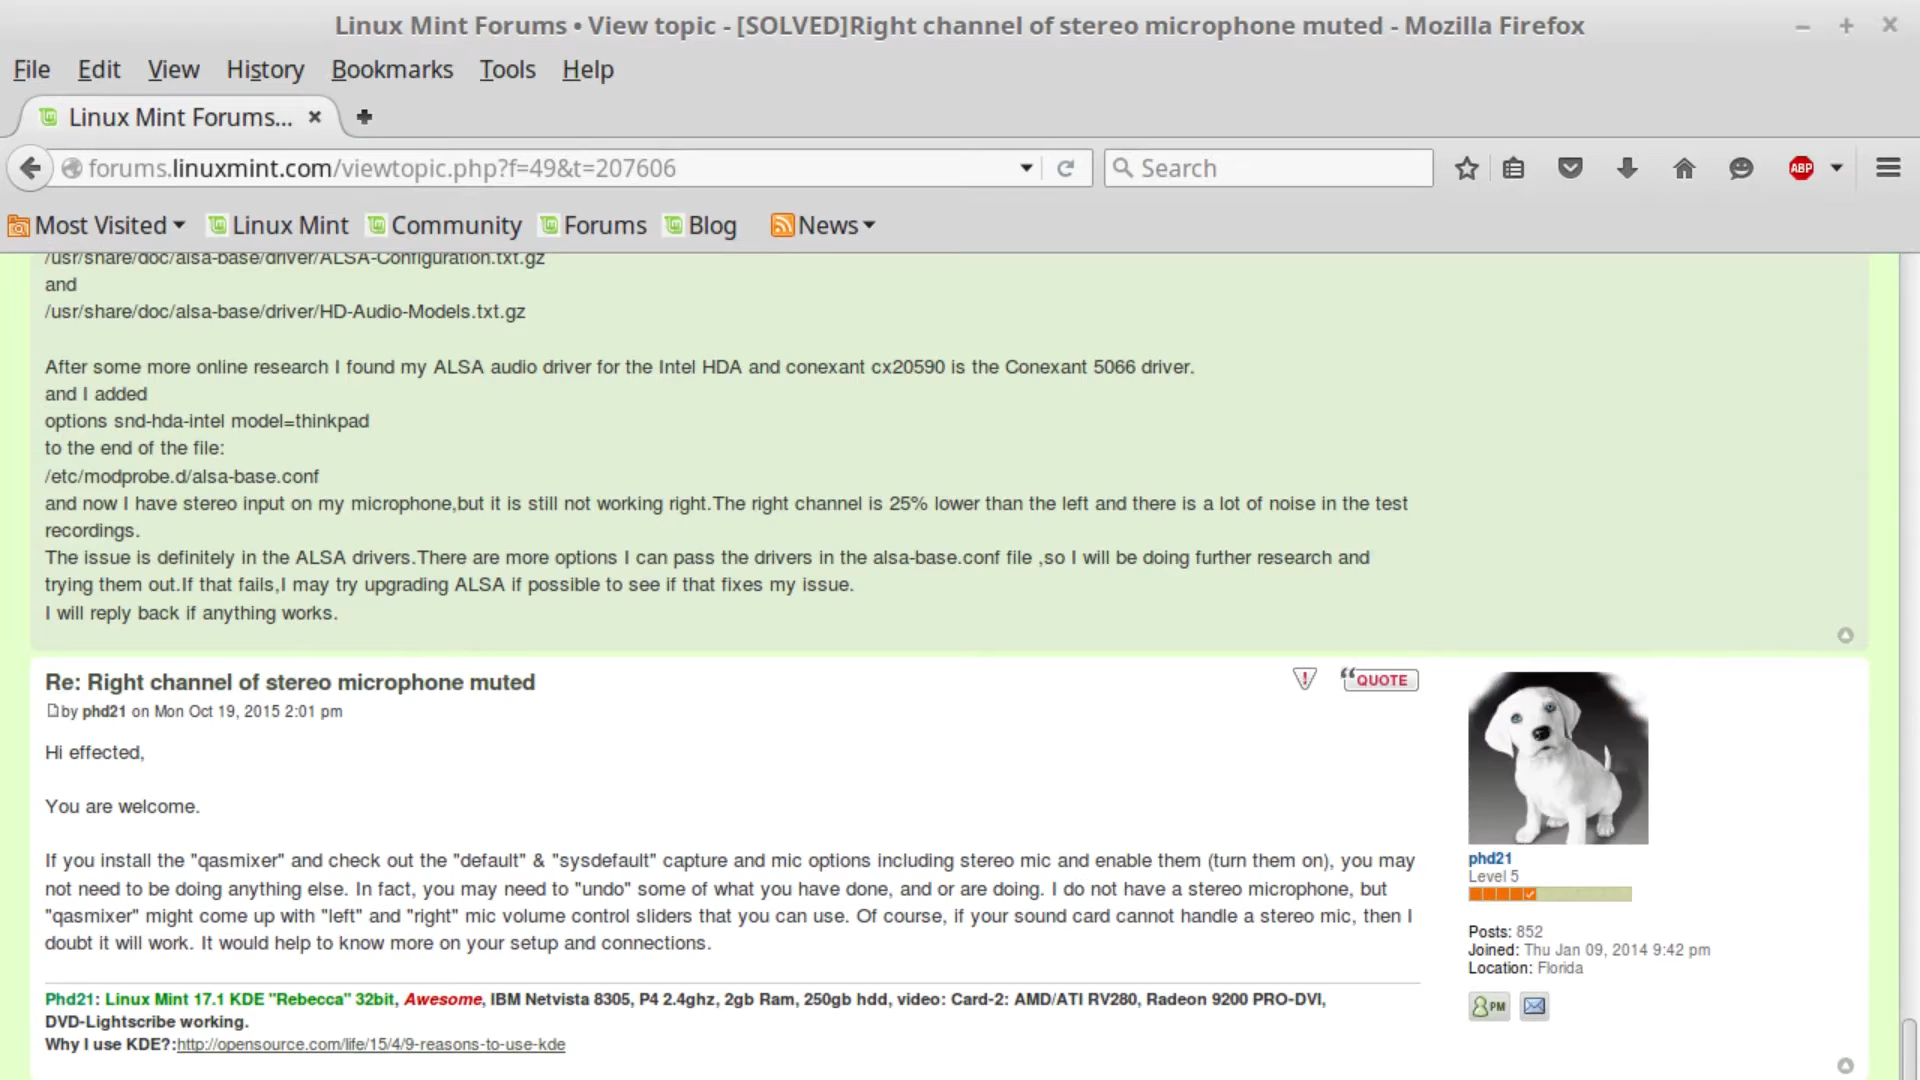 Linux Mint Forums • View topic - [SOLVED]Right channel of stereo microphone muted - Mozilla Firefox
File Edit View History Bookmarks Tools Help
Linux Mint Forums...
forums.linuxmint.com/viewtopic.php?f=49&t=207606 Search ABP
Most Visited Linux Mint Community Forums Blog News
/usr/share/doc/alsa-base/driver/ALSA-Configuration.txt.gz
and
/usr/share/doc/alsa-base/driver/HD-Audio-Models.txt.gz
After some more online research I found my ALSA audio driver for the Intel HDA and conexant cx20590 is the Conexant 5066 driver.
and I added
options snd-hda-intel model=thinkpad
to the end of the file:
/etc/modprobe.d/alsa-base.conf
and now I have stereo input on my microphone,but it is still not working right.The right channel is 25% lower than the left and there is a lot of noise in the test
recordings.
The issue is definitely in the ALSA drivers.There are more options I can pass the drivers in the alsa-base.conf file ,so I will be doing further research and
trying them out.If that fails,I may try upgrading ALSA if possible to see if that fixes my issue.
I will reply back if anything works.
Re: Right channel of stereo microphone muted
QUOTE
by phd21 on Mon Oct 19, 2015 2:01 pm
Hi effected,
You are welcome.
If you install the "qasmixer" and check out the "default" & "sysdefault" capture and mic options including stereo mic and enable them (turn them on), you may
not need to be doing anything else. In fact, you may need to "undo" some of what you have done, and or are doing. I do not have a stereo microphone, but
"qasmixer" might come up with "left" and "right" mic volume control sliders that you can use. Of course, if your sound card cannot handle a stereo mic, then I
doubt it will work. It would help to know more on your setup and connections.
Phd21: Linux Mint 17.1 KDE "Rebecca" 32bit, Awesome, IBM Netvista 8305, P4 2.4ghz, 2gb Ram, 250gb hdd, video: Card-2: AMD/ATI RV280, Radeon 9200 PRO-DVI,
DVD-Lightscribe working.
Why I use KDE?:http://opensource.com/life/15/4/9-reasons-to-use-kde
phd21
Level 5
Posts: 852
Joined: Thu Jan 09, 2014 9:42 pm
Location: Florida
PM